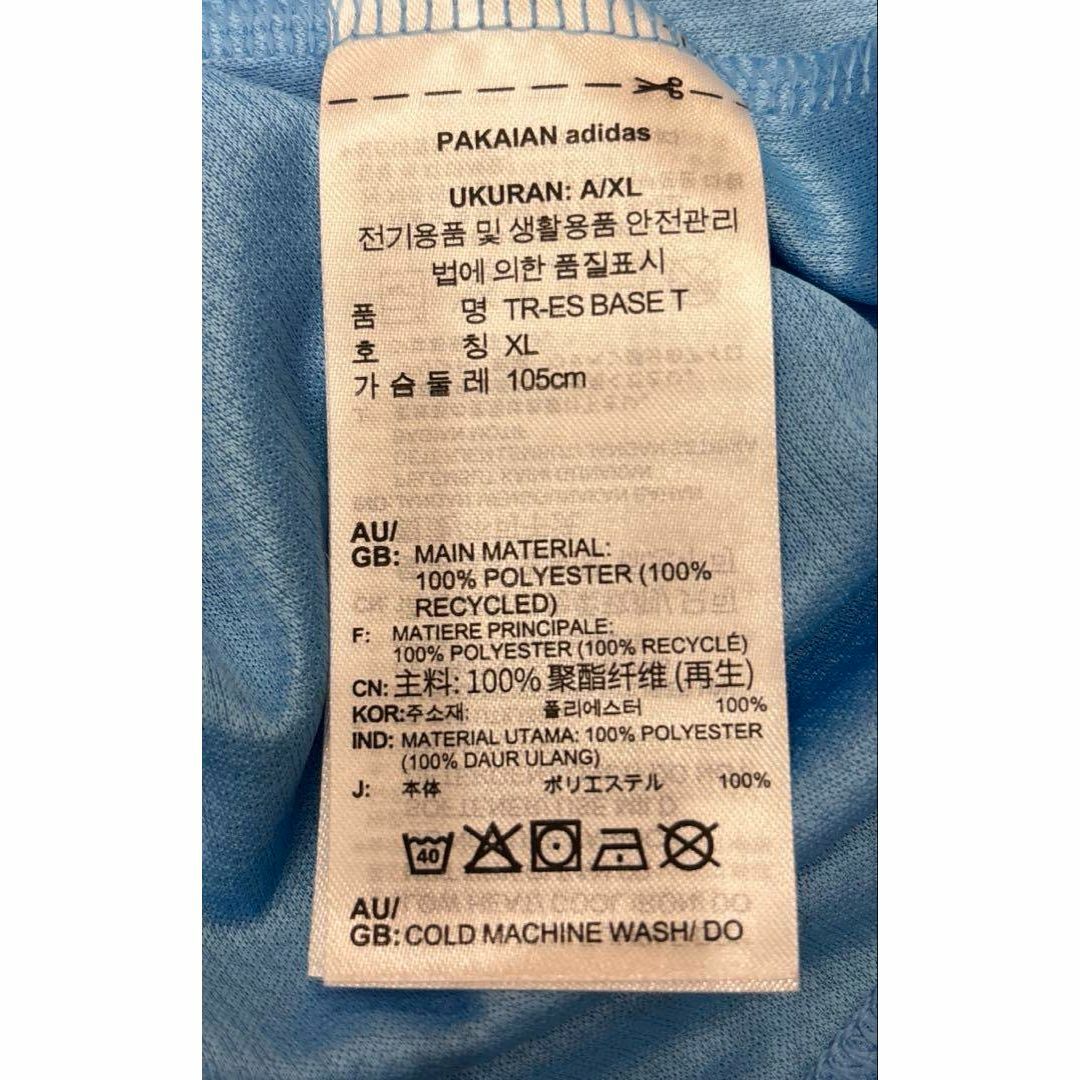 PAKAIAN adidas
UKURAN: A/XL
전기용품 및 생활용품 안전관리
법에 의한 품질표시
품 명 TR-ES BASE T
호 칭 XL
가 슴 둘 레 105cm
AU/
GB: MAIN MATERIAL:
100% POLYESTER (100%
RECYCLED)
F: MATIERE PRINCIPALE:
100% POLYESTER (100% RECYCLÉ)
CN: 主料: 100% 聚酯纤维 (再生)
KOR:주소재: 폴리에스터 100%
IND: MATERIAL UTAMA: 100% POLYESTER
(100% DAUR ULANG)
J: 本体 ポリエステル 100%
40
AU/
GB: COLD MACHINE WASH/ DO